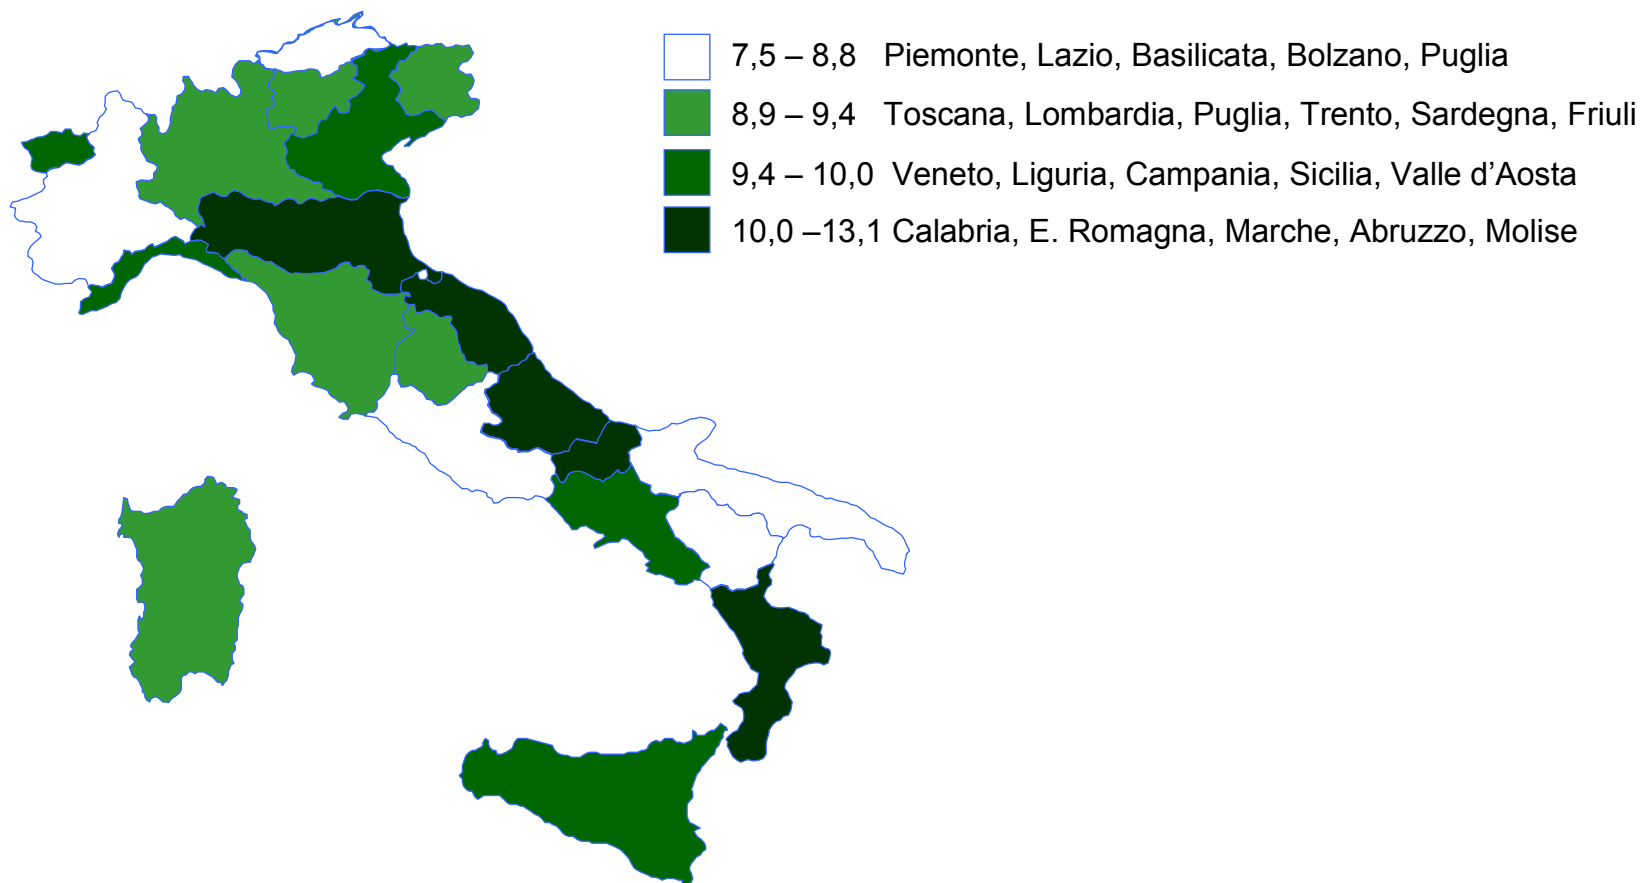 7,5 – 8,8 Piemonte, Lazio, Basilicata, Bolzano, Puglia
8,9 – 9,4 Toscana, Lombardia, Puglia, Trento, Sardegna, Friuli
9,4 – 10,0 Veneto, Liguria, Campania, Sicilia, Valle d’Aosta
10,0 –13,1 Calabria, E. Romagna, Marche, Abruzzo, Molise